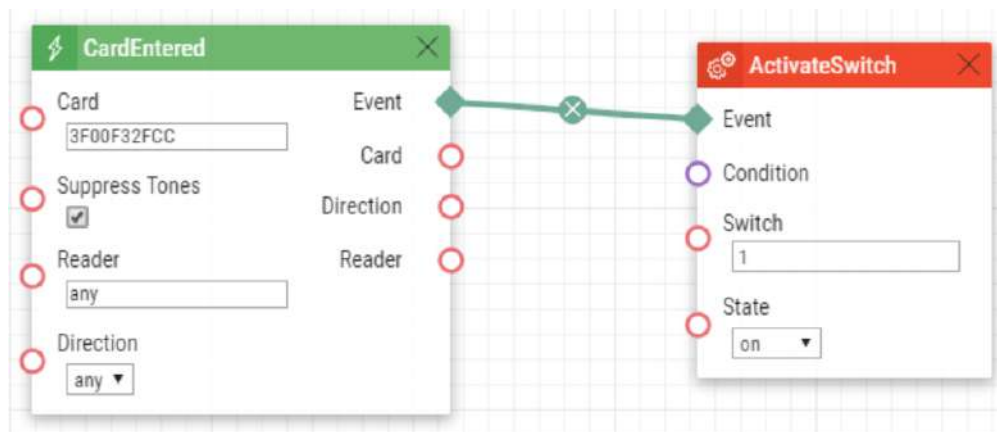 CardEntered
Card
3F00F32FCC
Suppress Tones
Reader
any
Direction
any
Event
Card
Direction
Reader
ActivateSwitch
Event
Condition
Switch
1
State
on